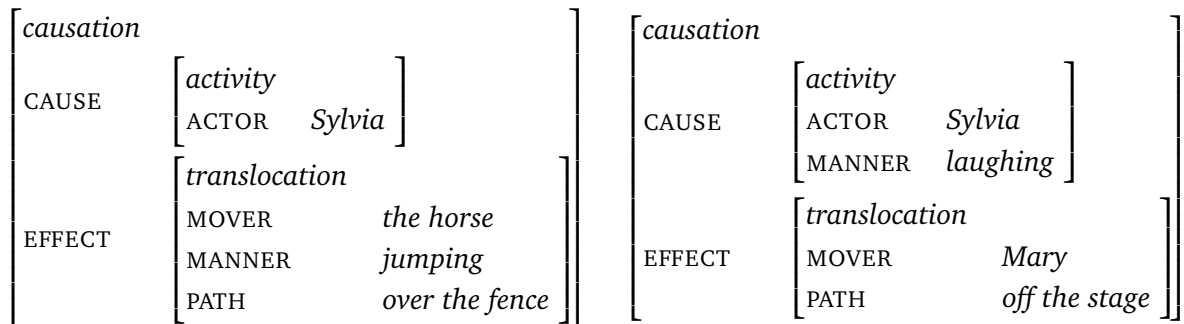 causation
CAUSE
activity
ACTOR Sylvia
EFFECT
translocation
MOVER the horse
MANNER jumping
PATH over the fence
causation
CAUSE
activity
ACTOR Sylvia
MANNER laughing
EFFECT
translocation
MOVER Mary
PATH off the stage